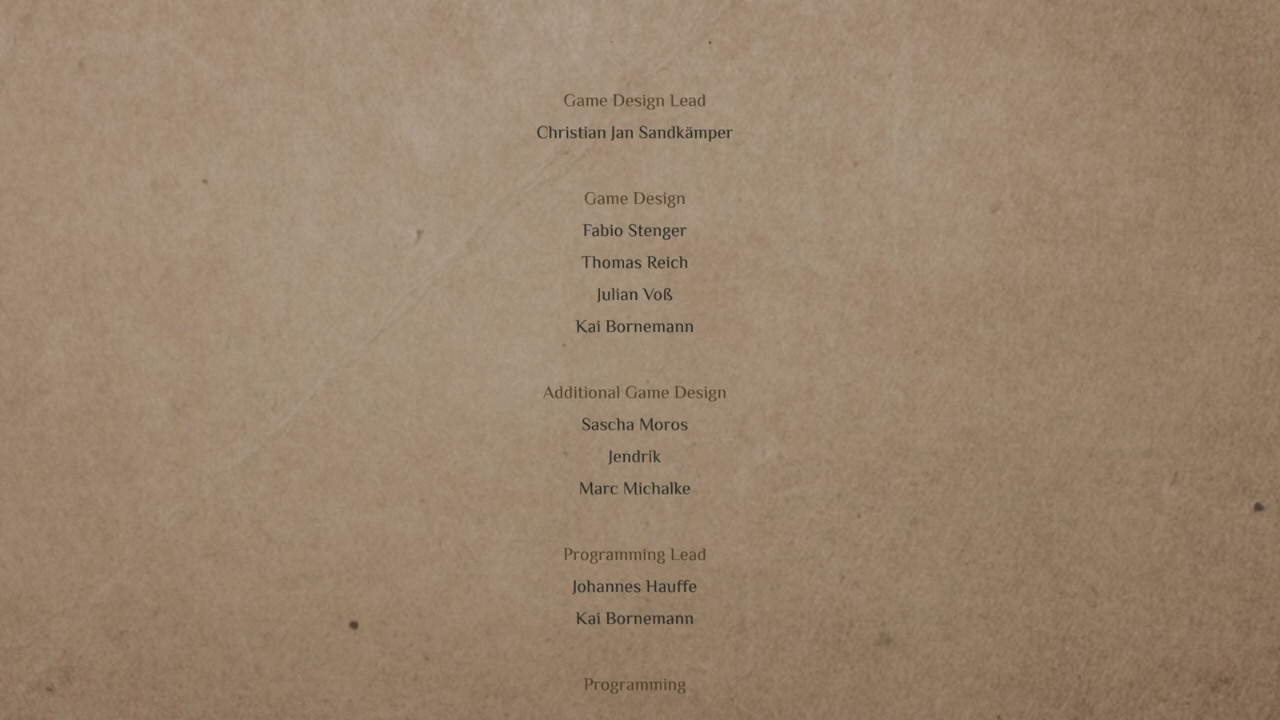 Game Design Lead
Christian Jan Sandkämper
Game Design
Fabio Stenger
Thomas Reich
Julian Voß
Kai Bornemann
Additional Game Design
Sascha Moros
Jendrik
Marc Michalke
Programming Lead
Johannes Hauffe
Kai Bornemann
Programming